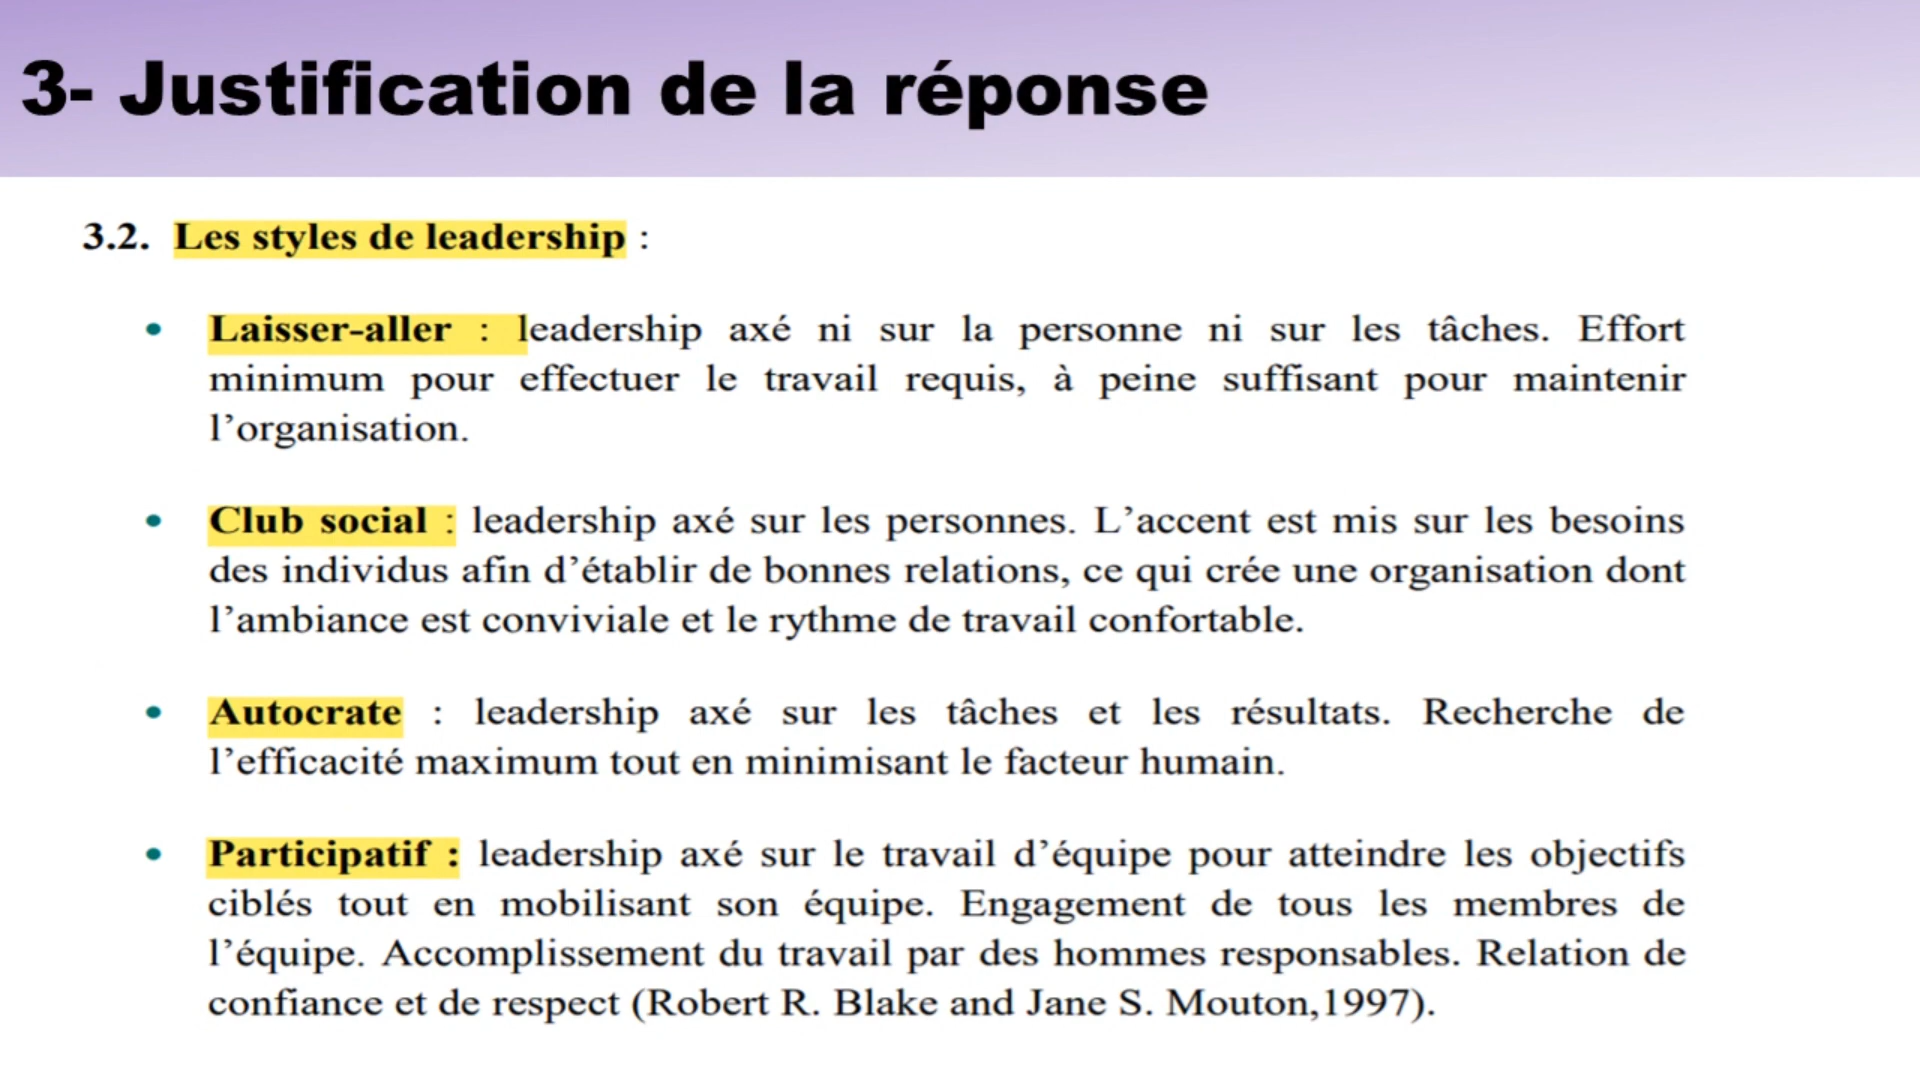 3- Justification de la réponse
3.2. Les styles de leadership :
• Laisser-aller : leadership axé ni sur la personne ni sur les tâches. Effort
minimum pour effectuer le travail requis, à peine suffisant pour maintenir
l’organisation.
• Club social : leadership axé sur les personnes. L’accent est mis sur les besoins
des individus afin d’établir de bonnes relations, ce qui crée une organisation dont
l’ambiance est conviviale et le rythme de travail confortable.
• Autocrate : leadership axé sur les tâches et les résultats. Recherche de
l’efficacité maximum tout en minimisant le facteur humain.
• Participatif : leadership axé sur le travail d’équipe pour atteindre les objectifs
ciblés tout en mobilisant son équipe. Engagement de tous les membres de
l’équipe. Accomplissement du travail par des hommes responsables. Relation de
confiance et de respect (Robert R. Blake and Jane S. Mouton,1997).